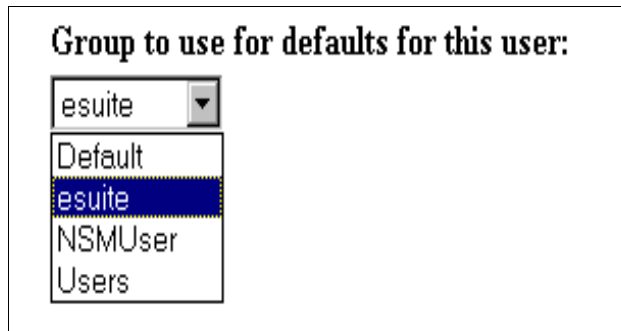 Group to use for defaults for this user:
esuite
Default
esuite
NSMUser
Users